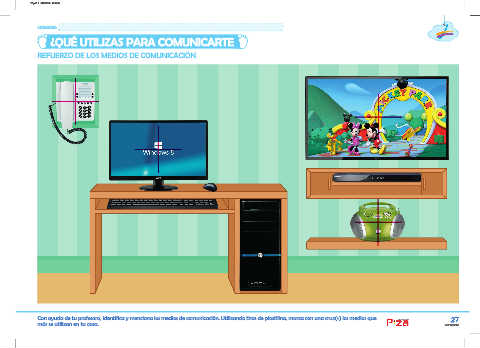 ¿QUÉ UTILIZAS PARA COMUNICARTE
REFUERZO DE LOS MEDIOS DE COMUNICACIÓN
Windows 8
Con ayuda de tu profesora, identifica y menciona los medios de comunicación. Utilizando tiras de plastilina, marca con una cruz(+) los medios que
más se utilizan en tu casa.
27